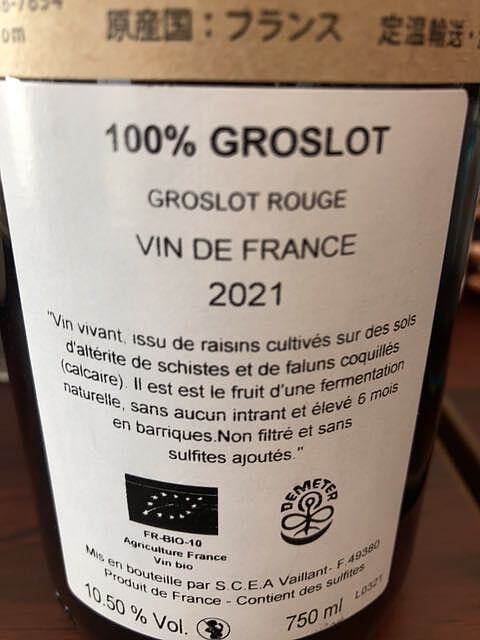 原産国：フランス 定温輸送・
om
100% GROSLOT
GROSLOT ROUGE
VIN DE FRANCE
2021
"Vin vivant, issu de raisins cultivés sur des sols
d'altérite de schistes et de faluns coquillés
(calcaire). Il est est le fruit d'une fermentation
naturelle, sans aucun intrant et élevé 6 mois
en barriques.Non filtré et sans
sulfites ajoutés."
DEMETER
FR-BIO-10
Agriculture France
Vin bio
Mis en bouteille par S.C.E.A Vaillant- F.49380
Produit de France - Contient des sulfites
L0321
10.50 % Vol.
750 ml